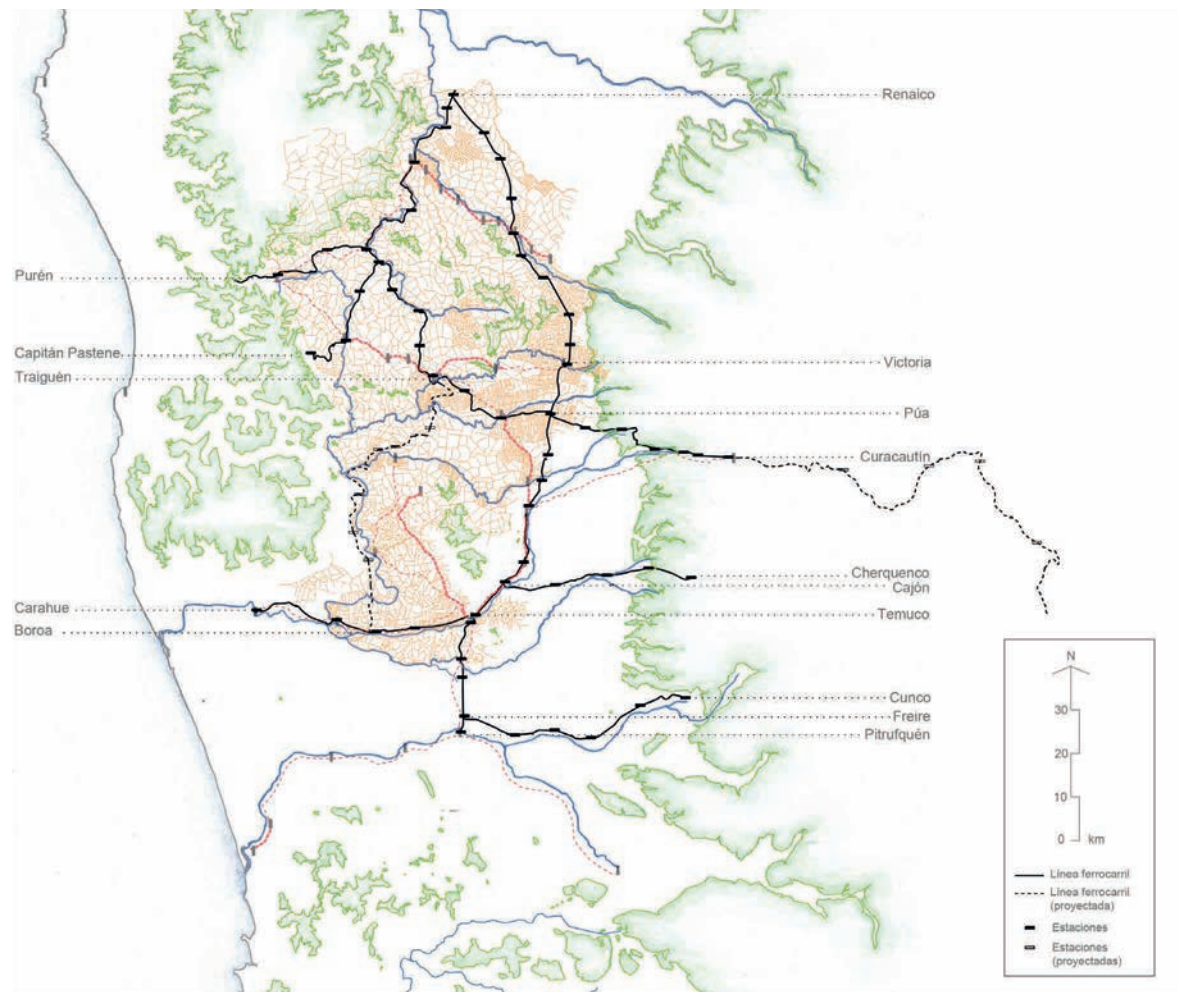 Renaico
Purén
Capitán Pastene
Traiguén
Victoria
Púa
Curacautín
Cherquenco
Cajón
Carahue
Temuco
Boroa
Cunco
Freire
Pitrufquén
N
30
20
10
0 km
Línea ferrocarril
Línea ferrocarril
(proyectada)
Estaciones
Estaciones
(proyectadas)